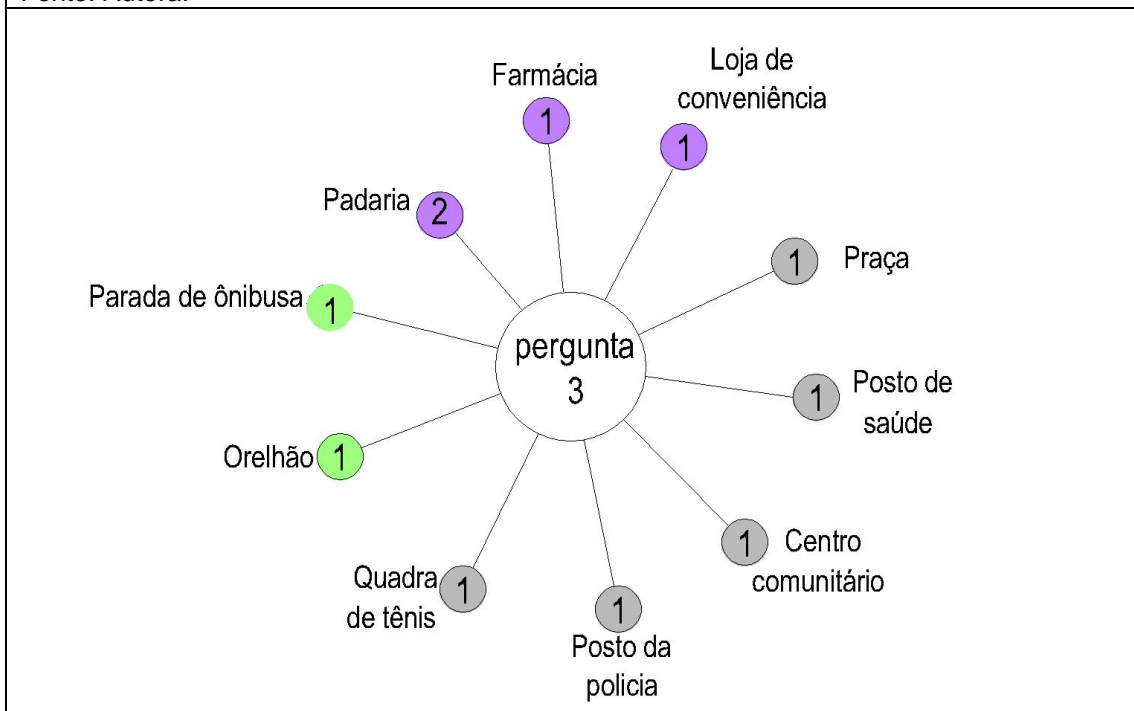 Fonte: Autora.
Farmácia
1
Loja de
conveniência
1
Padaria
2
Praça
1
Parada de ônibusa
1
pergunta
3
Posto de
saúde
1
Orelhão
1
Centro
comunitário
1
Quadra
de tênis
1
Posto da
policia
1